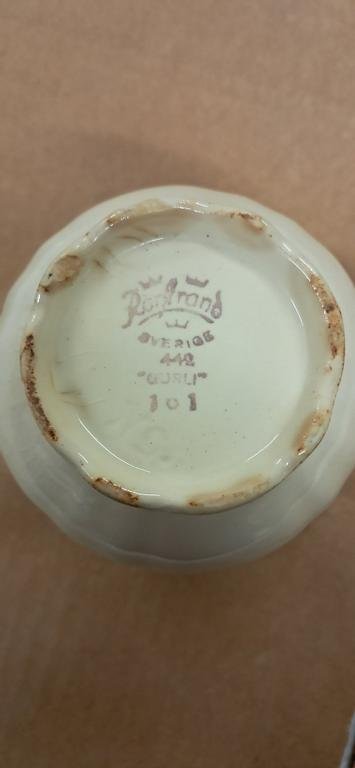 Rörstrand
SVERIGE
442
"GURLI"
101